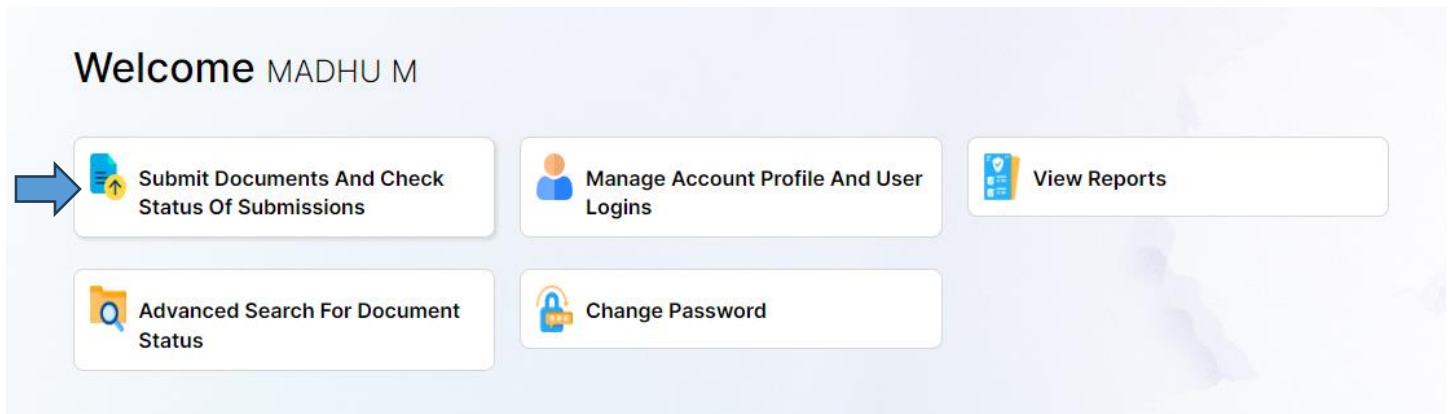 Welcome MADHU M
Submit Documents And Check
Status Of Submissions
Manage Account Profile And User
Logins
View Reports
Advanced Search For Document
Status
Change Password